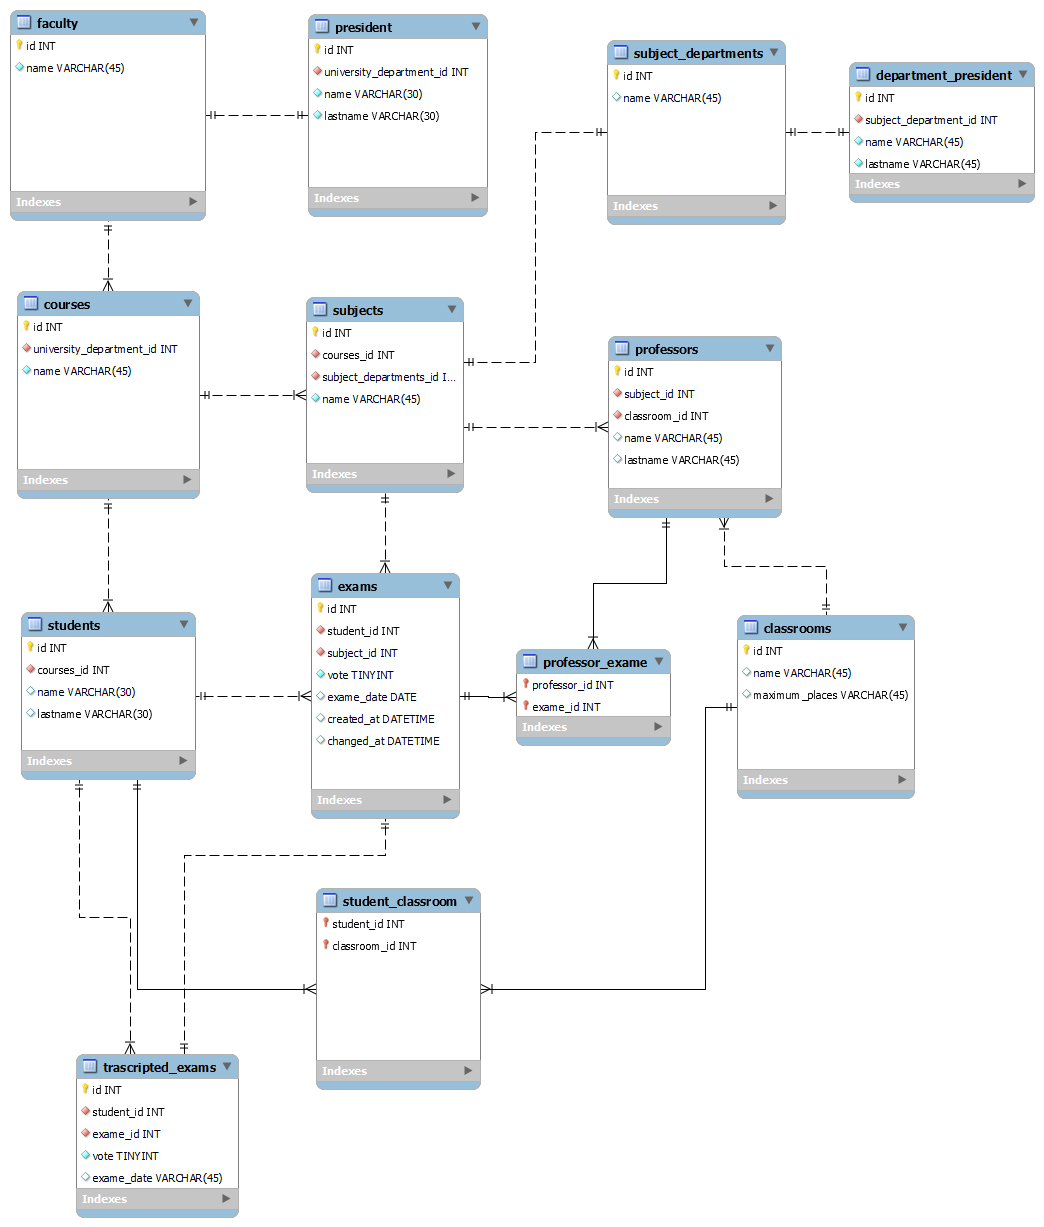 faculty
id INT
name VARCHAR(45)
Indexes
president
id INT
university_department_id INT
name VARCHAR(30)
lastname VARCHAR(30)
Indexes
subject_departments
id INT
name VARCHAR(45)
Indexes
department_president
id INT
subject_department_id INT
name VARCHAR(45)
lastname VARCHAR(45)
Indexes
courses
id INT
university_department_id INT
name VARCHAR(45)
Indexes
subjects
id INT
courses_id INT
subject_departments_id I...
name VARCHAR(45)
Indexes
professors
id INT
subject_id INT
classroom_id INT
name VARCHAR(45)
lastname VARCHAR(45)
Indexes
students
id INT
courses_id INT
name VARCHAR(30)
lastname VARCHAR(30)
Indexes
exams
id INT
student_id INT
subject_id INT
vote TINYINT
exame_date DATE
created_at DATETIME
changed_at DATETIME
Indexes
professor_exame
professor_id INT
exame_id INT
Indexes
classrooms
id INT
name VARCHAR(45)
maximum_places VARCHAR(45)
Indexes
student_classroom
student_id INT
classroom_id INT
Indexes
trascripted_exams
id INT
student_id INT
exame_id INT
vote TINYINT
exame_date VARCHAR(45)
Indexes